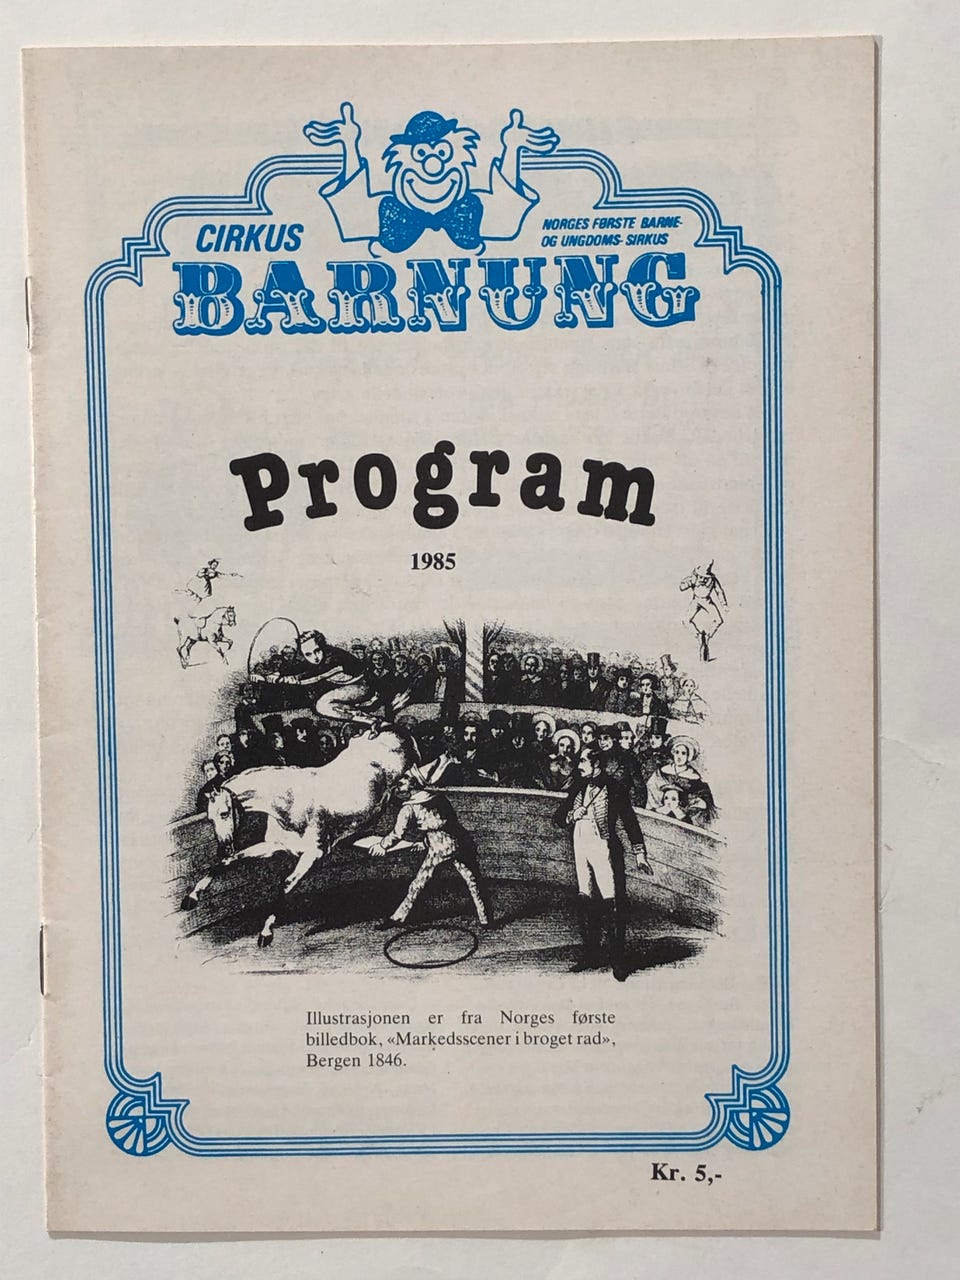 CIRKUS
NORGES FØRSTE BARNE-
OG UNGDOMS-SIRKUS
BARNUNG
Program
1985
Illustrasjonen er fra Norges første
billedbok, «Markedsscener i broget rad»,
Bergen 1846.
Kr. 5,-